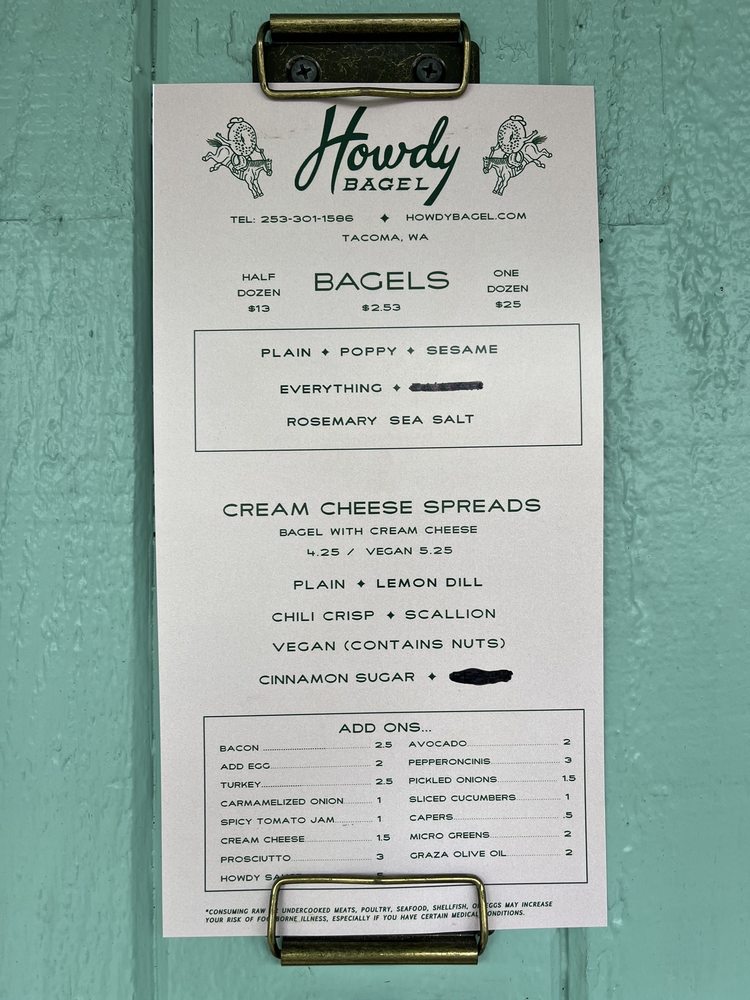 Howdy
BAGEL
TEL: 253-301-1586 ✦ HOWDYBAGEL.COM
TACOMA, WA
HALF DOZEN $13
BAGELS
$2.53
ONE DOZEN $25
PLAIN ✦ POPPY ✦ SESAME
EVERYTHING ✦
ROSEMARY SEA SALT
CREAM CHEESE SPREADS
BAGEL WITH CREAM CHEESE
4.25 / VEGAN 5.25
PLAIN ✦ LEMON DILL
CHILI CRISP ✦ SCALLION
VEGAN (CONTAINS NUTS)
CINNAMON SUGAR ✦
ADD ONS...
BACON 2.5
ADD EGG 2
TURKEY 2.5
CARMAMELIZED ONION 1
SPICY TOMATO JAM 1
CREAM CHEESE 1.5
PROSCIUTTO 3
HOWDY
AVOCADO 2
PEPPERONCINIS 3
PICKLED ONIONS 1.5
SLICED CUCUMBERS 1
CAPERS .5
MICRO GREENS 2
GRAZA OLIVE OIL 2
*CONSUMING RAW UNDERCOOKED MEATS, POULTRY, SEAFOOD, SHELLFISH, OR EGGS MAY INCREASE
YOUR RISK OF FOODBORNE ILLNESS, ESPECIALLY IF YOU HAVE CERTAIN MEDICAL CONDITIONS.